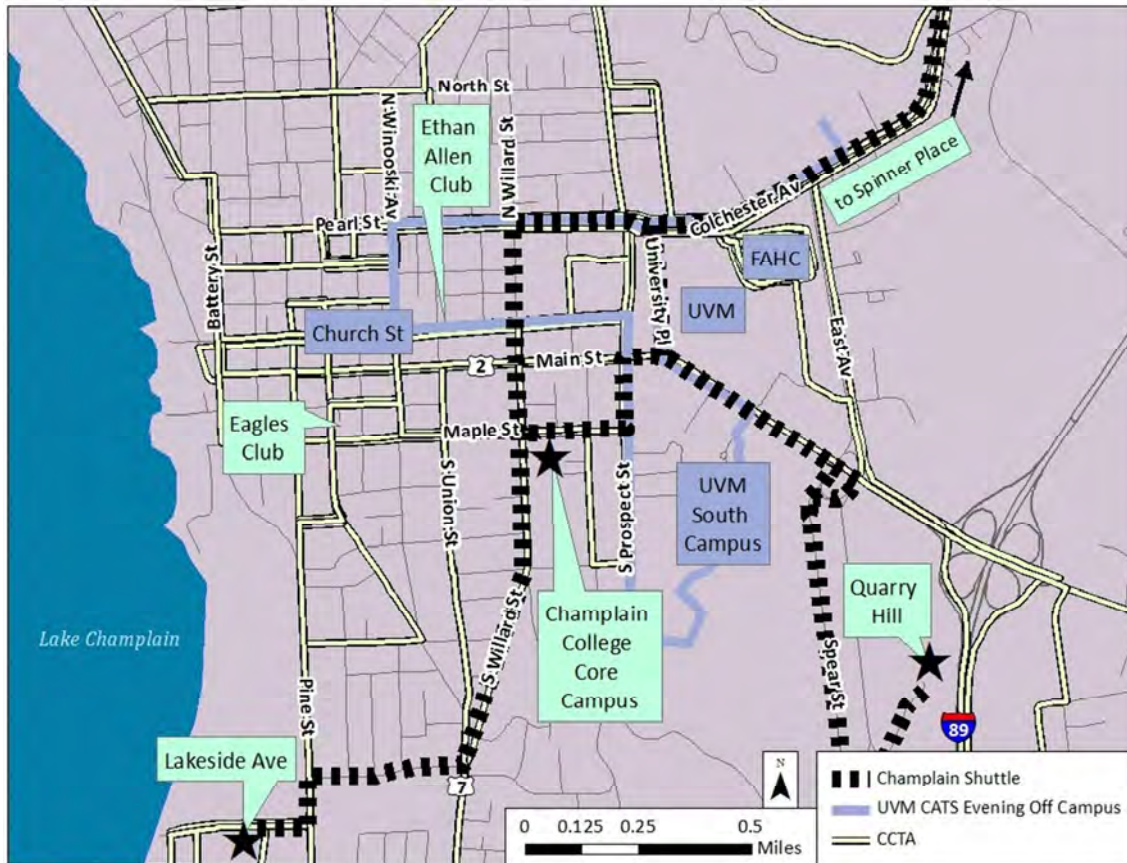 North St
N Winooski Av
Ethan
Allen
Club
N Willard St
to Spinner Place
Colchester Av
Pearl St
University Pl
FAHC
Battery St
UVM
Church St
East Av
2
Main St
Eagles
Club
Maple St
S Union St
UVM
South
Campus
S Prospect St
Quarry
Hill
Champlain
College
Core
Campus
Lake Champlain
S Willard St
Spear St
Pine St
89
Lakeside Ave
7
N
Champlain Shuttle
UVM CATS Evening Off Campus
CCTA
0 0.125 0.25 0.5
Miles